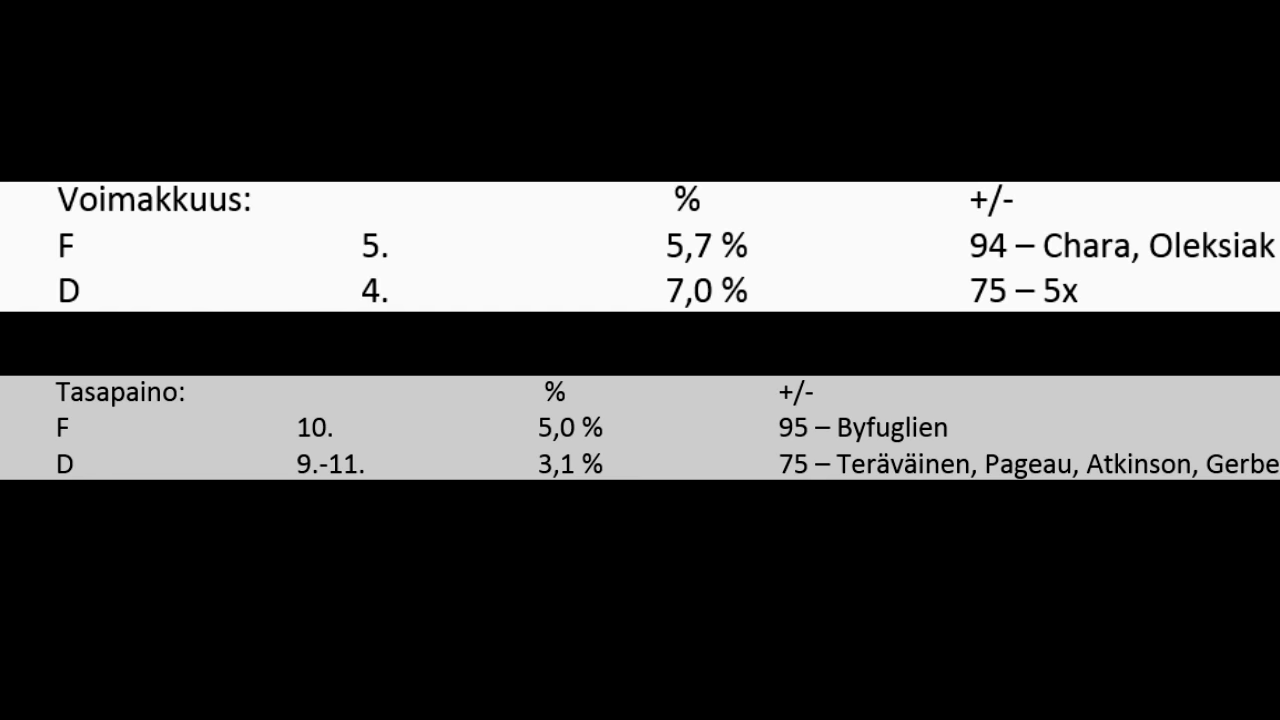 Voimakkuus: % +/-
F 5. 5,7 % 94 – Chara, Oleksiak
D 4. 7,0 % 75 – 5x
Tasapaino: % +/-
F 10. 5,0 % 95 – Byfuglien
D 9.-11. 3,1 % 75 – Teräväinen, Pageau, Atkinson, Gerbe